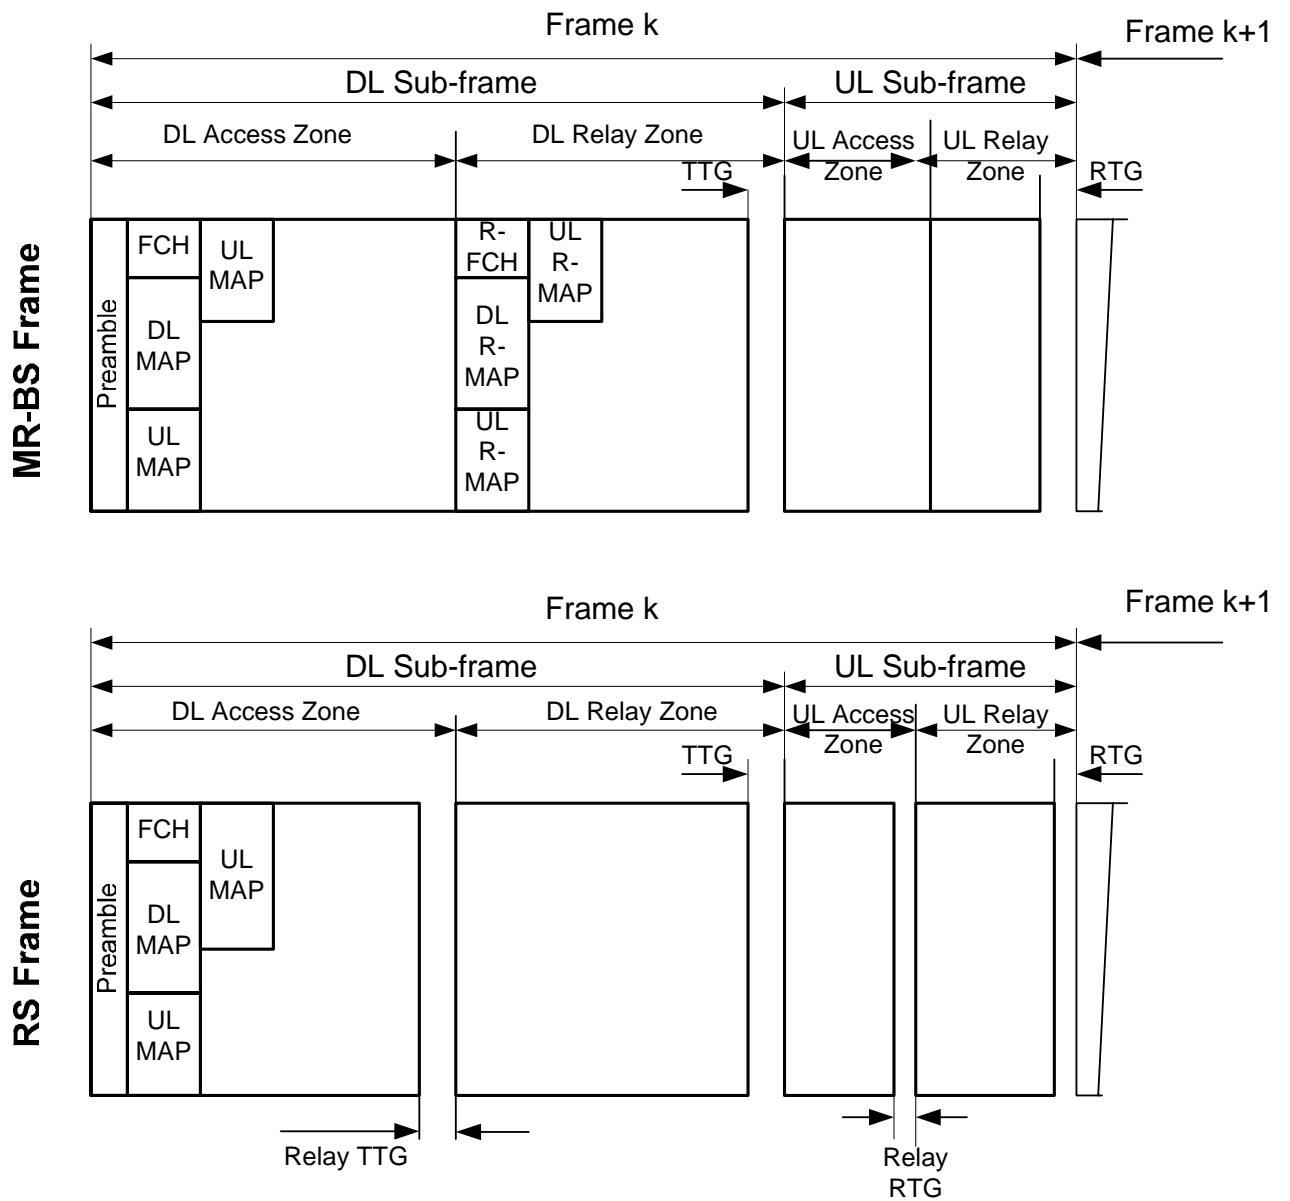 Frame k
Frame k+1
DL Sub-frame
UL Sub-frame
DL Access Zone
DL Relay Zone
UL Access
Zone
UL Relay
Zone
TTG
RTG
MR-BS Frame
Preamble
FCH
DL
MAP
UL
MAP
UL
MAP
R-
FCH
DL
R-
MAP
UL
R-
MAP
UL
R-
MAP
Frame k
Frame k+1
DL Sub-frame
UL Sub-frame
DL Access Zone
DL Relay Zone
UL Access
Zone
UL Relay
Zone
TTG
RTG
RS Frame
Preamble
FCH
DL
MAP
UL
MAP
UL
MAP
Relay TTG
Relay
RTG